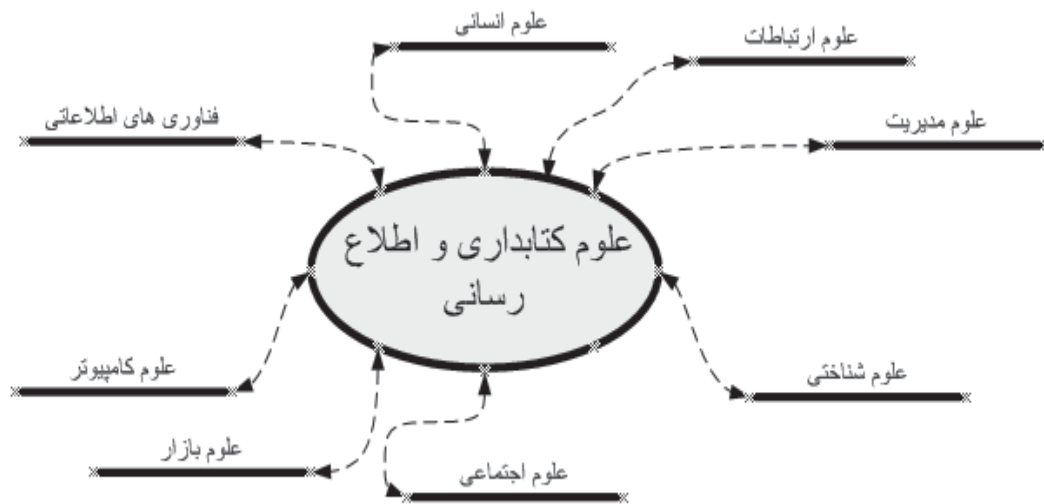 علوم انسانی
علوم ارتباطات
فناوری های اطلاعاتی
علوم مدیریت
علوم کتابداری و اطلاع
رسانی
علوم کامپیوتر
علوم شناختی
علوم بازار
علوم اجتماعی